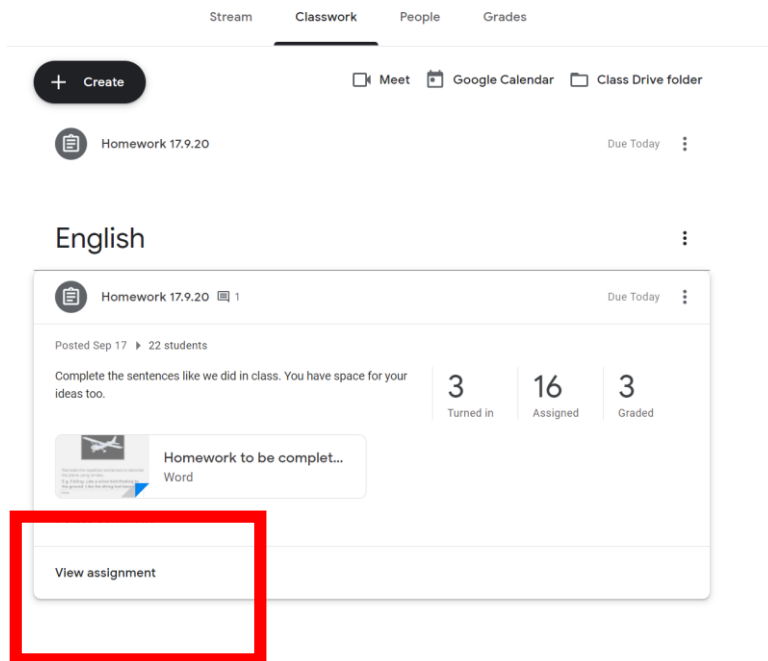 Stream Classwork People Grades
+ Create Meet Google Calendar Class Drive folder
Homework 17.9.20 Due Today
English
Homework 17.9.20 1 Due Today
Posted Sep 17 22 students
Complete the sentences like we did in class. You have space for your
ideas too.
3 16 3
Turned in Assigned Graded
Homework to be complet...
Word
View assignment